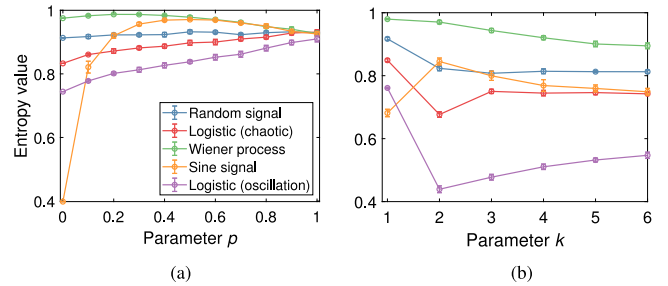 1
0.8
0.6
0.4
Entropy value
Random signal
Logistic (chaotic)
Wiener process
Sine signal
Logistic (oscillation)
0 0.2 0.4 0.6 0.8 1
Parameter p
(a)
1
0.8
0.6
0.4
1 2 3 4 5 6
Parameter k
(b)